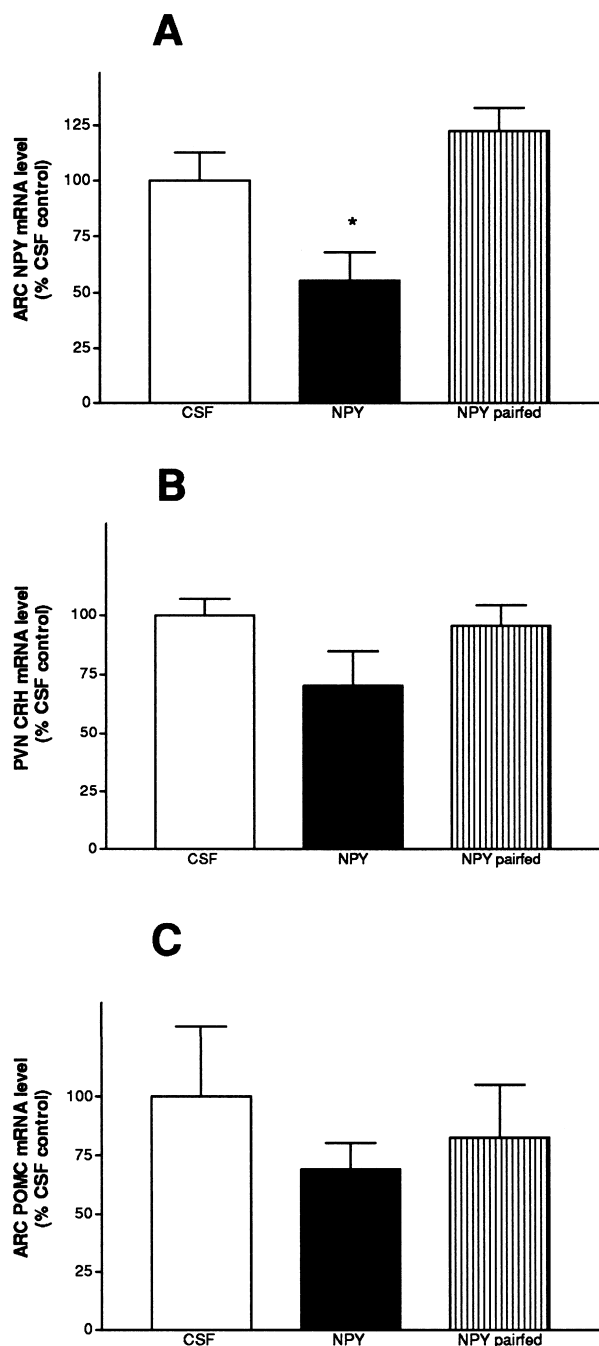 A
ARC NPY mRNA level
(% CSF control)
125
100
75
50
25
0
*
CSF
NPY
NPY pairfed
B
PVN CRH mRNA level
(% CSF control)
100
75
50
25
0
CSF
NPY
NPY pairfed
C
ARC POMC mRNA level
(% CSF control)
100
75
50
25
0
CSF
NPY
NPY pairfed